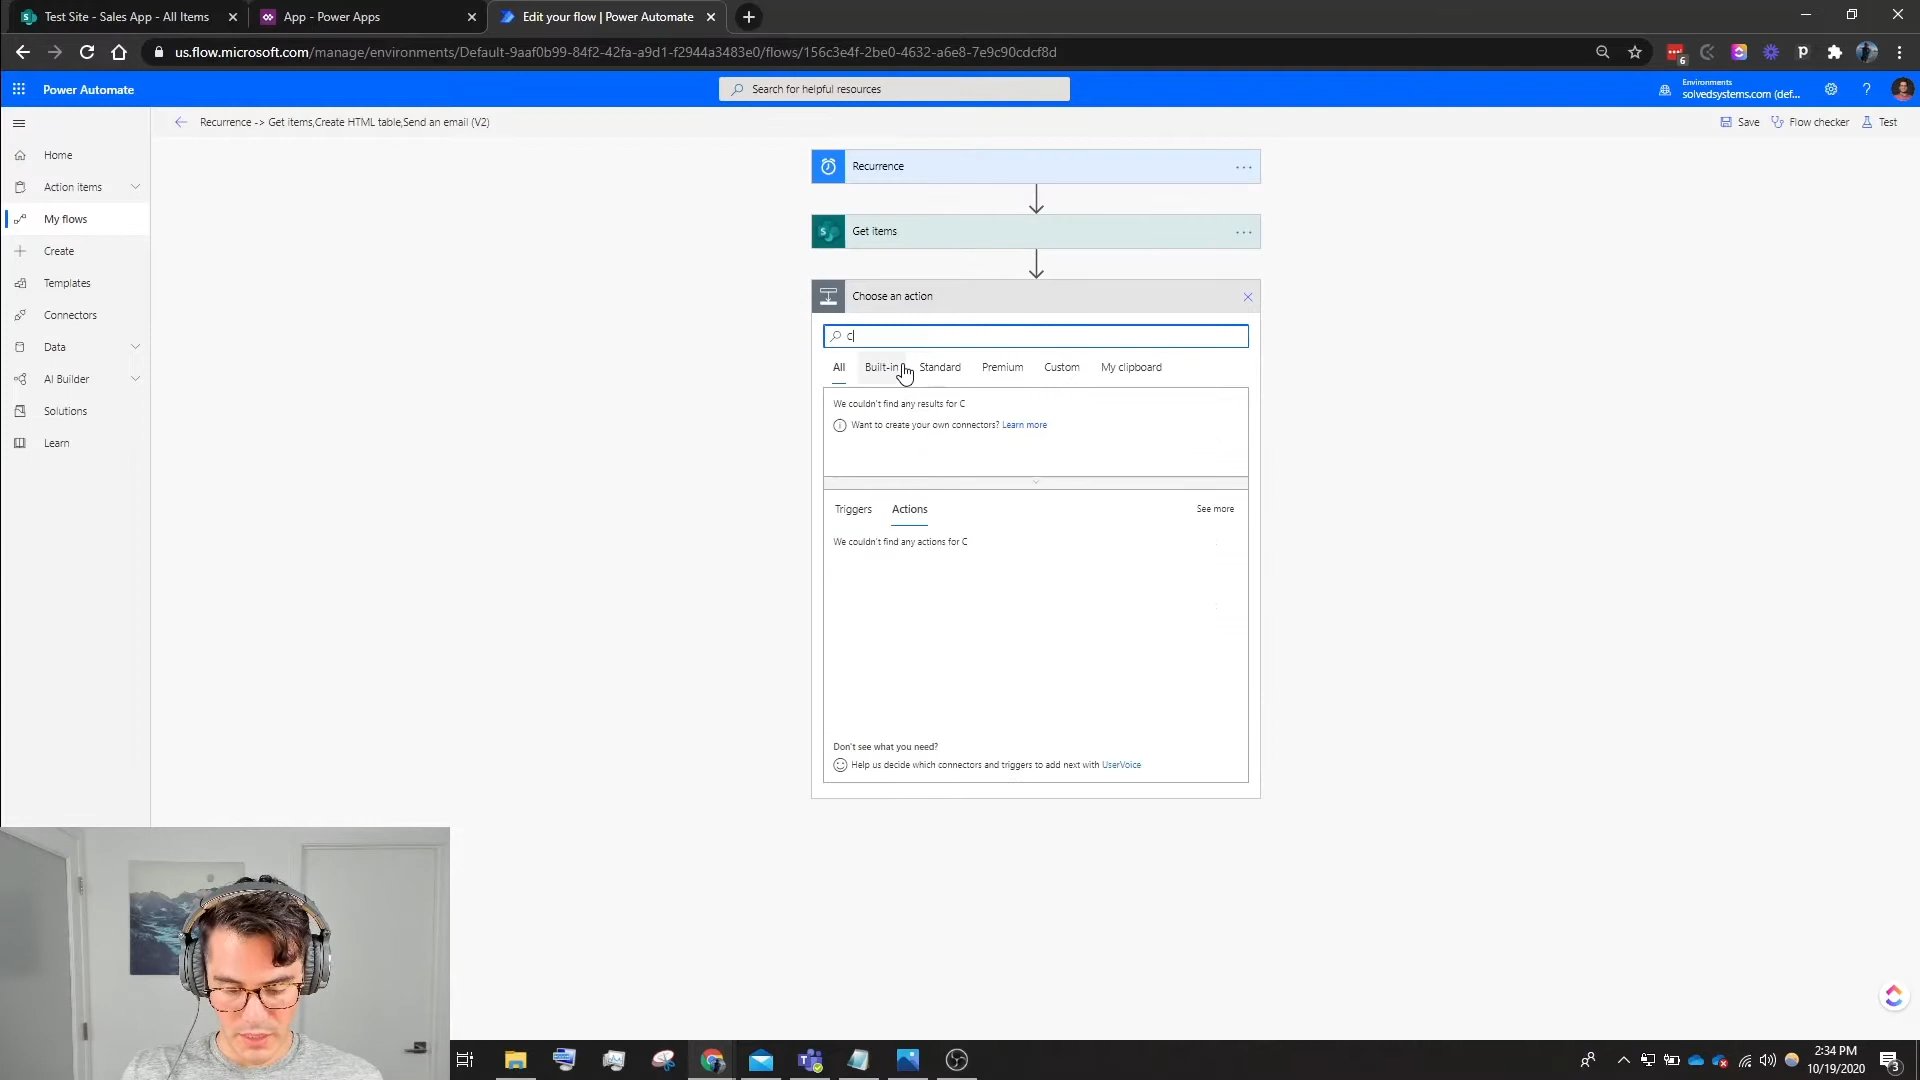 Test Site - Sales App - All Items
App - Power Apps
Edit your flow | Power Automate
us.flow.microsoft.com/manage/environments/Default-9aaf0b99-84f2-42fa-a9d1-f2944a3483e0/flows/156c3e4f-2be0-4632-a6e8-7e9c90cdcf8d
6
Power Automate
Search for helpful resources
Environments
solvedsystems.com (def...
?
Recurrence -> Get items,Create HTML table,Send an email (V2)
Save
Flow checker
Test
Home
Action items
My flows
Create
Templates
Connectors
Data
AI Builder
Solutions
Learn
Recurrence
...
Get items
...
Choose an action
C
All
Built-in
Standard
Premium
Custom
My clipboard
We couldn't find any results for C
Want to create your own connectors? Learn more
Triggers
Actions
See more
We couldn't find any actions for C
Don't see what you need?
Help us decide which connectors and triggers to add next with UserVoice
2:34 PM
10/19/2020
3